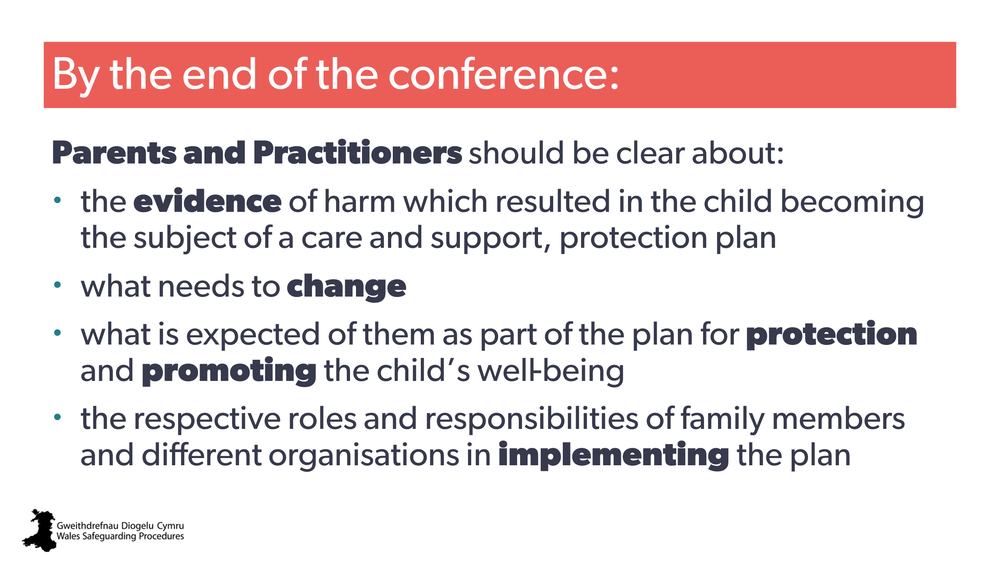 By the end of the conference:
Parents and Practitioners should be clear about:
• the evidence of harm which resulted in the child becoming
the subject of a care and support, protection plan
• what needs to change
• what is expected of them as part of the plan for protection
and promoting the child's well-being
• the respective roles and responsibilities of family members
and different organisations in implementing the plan
Gweithdrefnau Diogelu Cymru
Wales Safeguarding Procedures